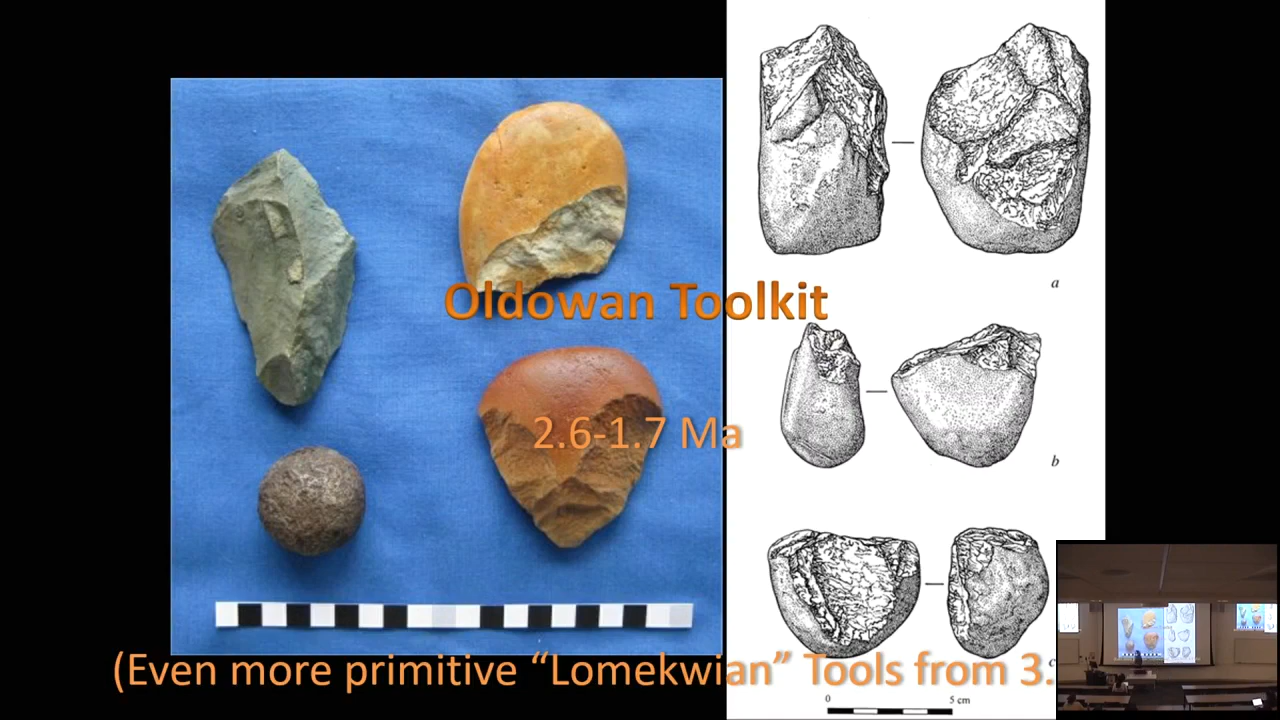 a
Oldowan Toolkit
2.6-1.7 Ma
b
(Even more primitive “Lomekwian” Tools from 3.
c
0 5 cm